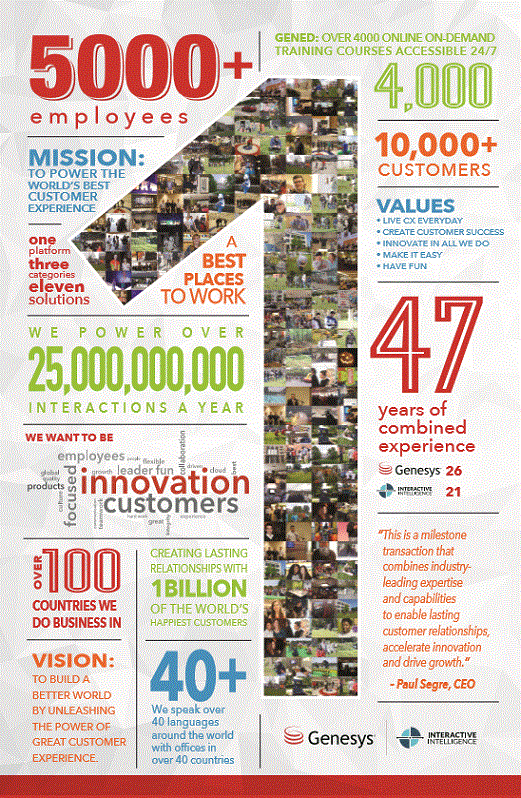 5000+
employees
GENED: OVER 4000 ONLINE ON-DEMAND
TRAINING COURSES ACCESSIBLE 24/7
4,000
10,000+
CUSTOMERS
MISSION:
TO POWER THE
WORLD'S BEST
CUSTOMER
EXPERIENCE
one
platform
three
categories
eleven
solutions
A
BEST
PLACES
TO WORK
VALUES
• LIVE CX EVERYDAY
• CREATE CUSTOMER SUCCESS
• INNOVATE IN ALL WE DO
• MAKE IT EASY
• HAVE FUN
WE POWER OVER
25,000,000,000
INTERACTIONS A YEAR
47
years of
combined
experience
Genesys 26
INTERACTIVE
INTELLIGENCE 21
WE WANT TO BE
employees
people
flexible
collaboration
global
quality
growth
leader fun
driven
cloud
best
products
culture
focused
innovation
teamwork
customers
hard work
great
integrity
experience
OVER
100
COUNTRIES WE
DO BUSINESS IN
CREATING LASTING
RELATIONSHIPS WITH
1 BILLION
OF THE WORLD'S
HAPPIEST CUSTOMERS
"This is a milestone
transaction that
combines industry-
leading expertise
and capabilities
to enable lasting
customer relationships,
accelerate innovation
and drive growth."
– Paul Segre, CEO
VISION:
TO BUILD A
BETTER WORLD
BY UNLEASHING
THE POWER OF
GREAT CUSTOMER
EXPERIENCE.
40+
We speak over
40 languages
around the world
with offices in
over 40 countries
Genesys
INTERACTIVE
INTELLIGENCE